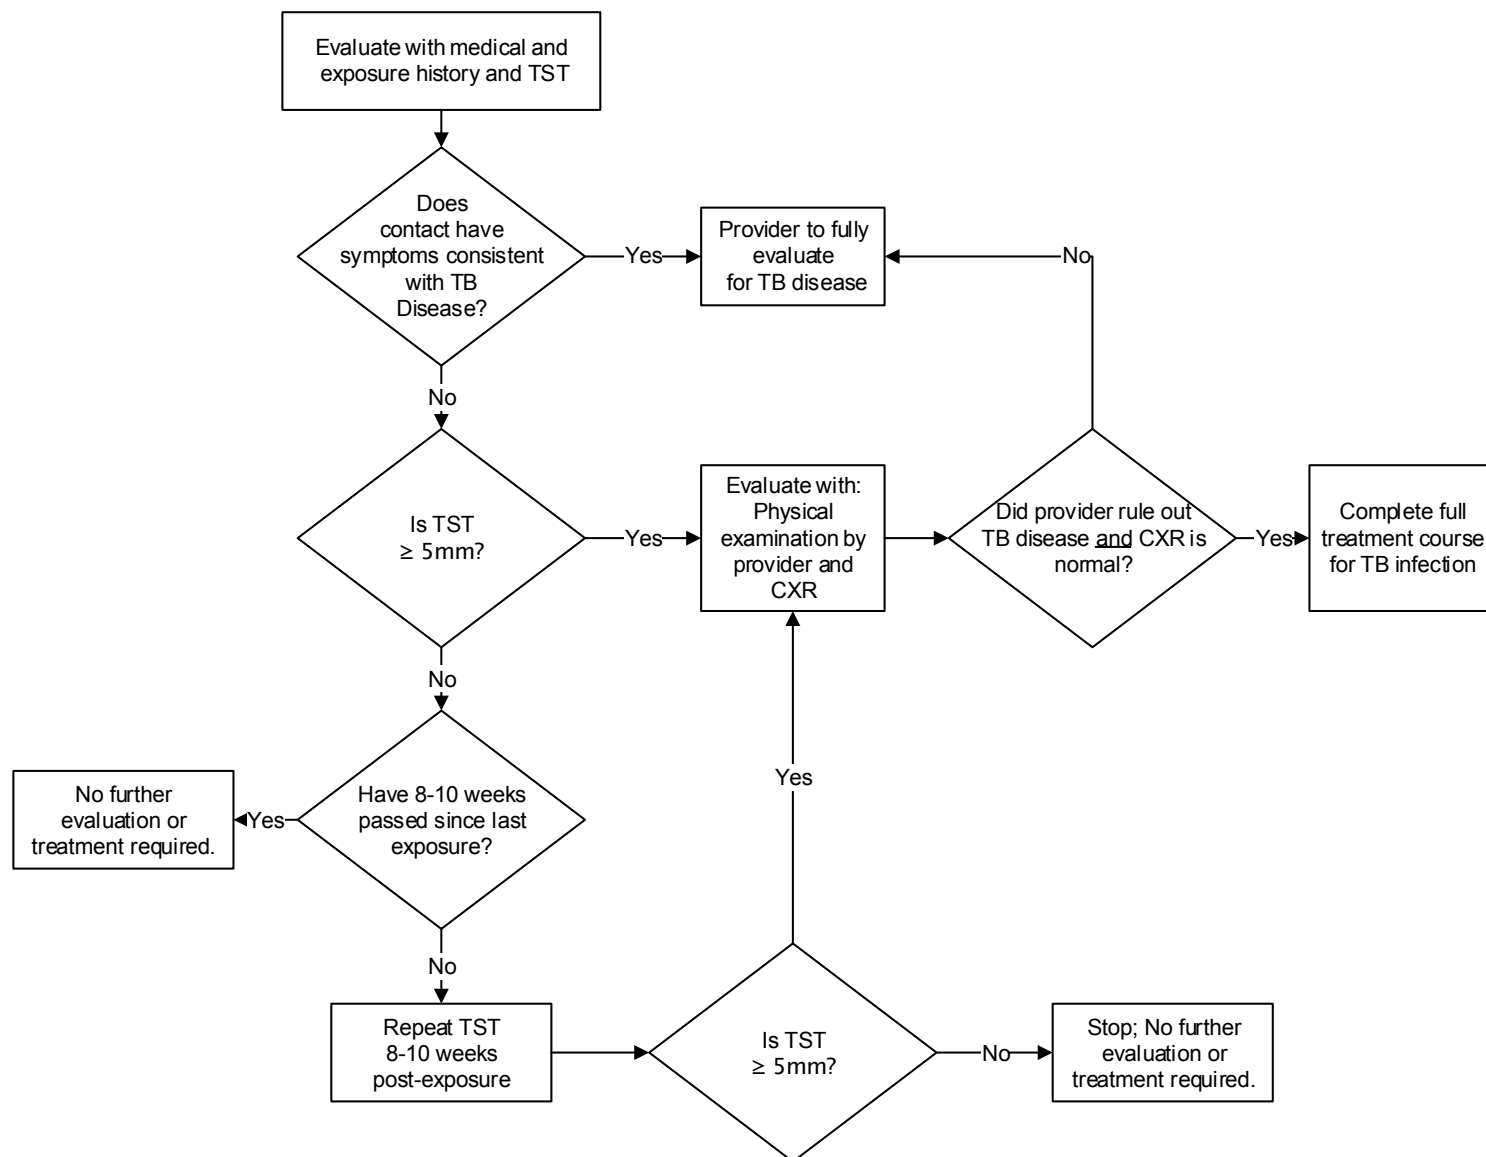 Evaluate with medical and
exposure history and TST
Does
contact have
symptoms consistent
with TB
Disease?
Yes
Provider to fully
evaluate
for TB disease
No
No
Is TST
≥ 5mm?
Yes
Evaluate with:
Physical
examination by
provider and
CXR
Did provider rule out
TB disease and CXR is
normal?
Yes
Complete full
treatment course
for TB infection
No
No further
evaluation or
treatment required.
Yes
Have 8-10 weeks
passed since last
exposure?
Yes
No
Repeat TST
8-10 weeks
post-exposure
Is TST
≥ 5mm?
No
Stop; No further
evaluation or
treatment required.